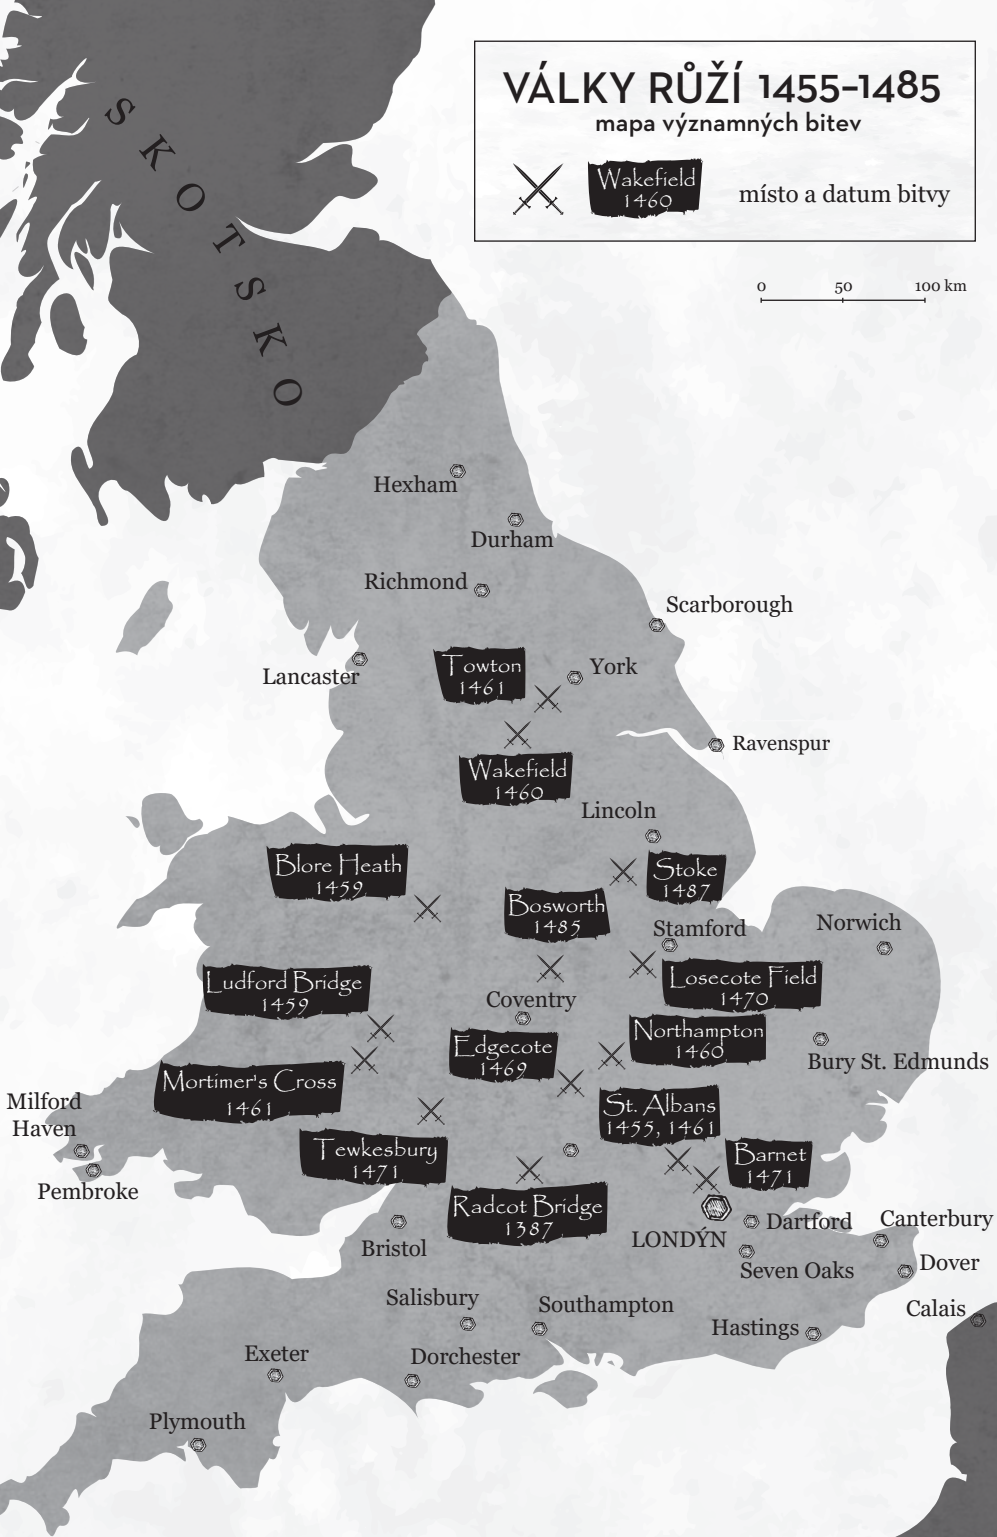 VÁLKY RŮŽÍ 1455–1485
mapa významných bitev
Wakefield
1460
místo a datum bitvy
0 50 100 km
SKOTSKO
Hexham
Durham
Richmond
Scarborough
Lancaster
Towton
1461
York
Ravenspur
Wakefield
1460
Lincoln
Blore Heath
1459
Stoke
1487
Bosworth
1485
Stamford
Norwich
Ludford Bridge
1459
Losecote Field
1470
Coventry
Northampton
1460
Edgecote
1469
Bury St. Edmunds
Mortimer's Cross
1461
Milford
Haven
St. Albans
1455, 1461
Tewkesbury
1471
Barnet
1471
Pembroke
Radcot Bridge
1387
LONDÝN
Dartford
Canterbury
Bristol
Seven Oaks
Dover
Salisbury
Southampton
Calais
Hastings
Exeter
Dorchester
Plymouth